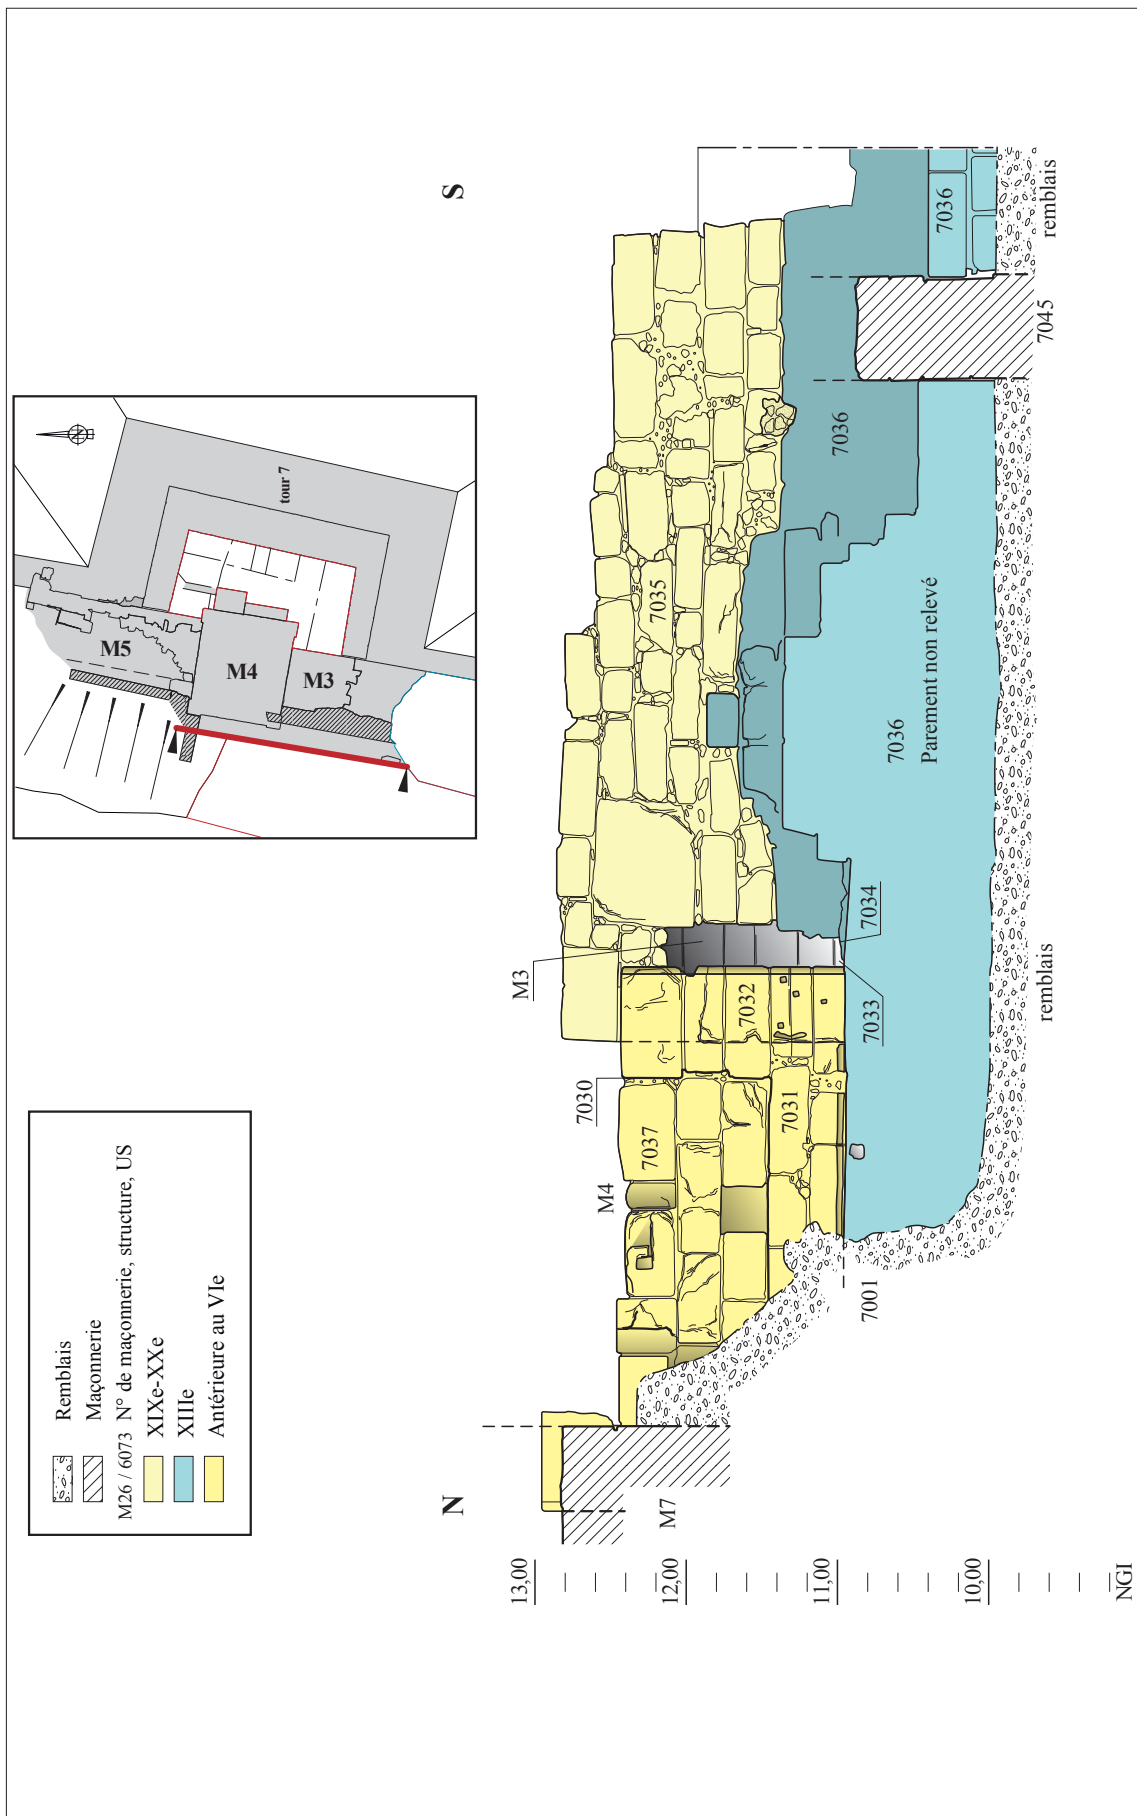 Remblais
Maçonnerie
M26 / 6073 N° de maçonnerie, structure, US
XIXe-XXe
XIIIe
Antérieure au VIe
N
tour 7
M5
M4
M3
N
S
13,00
12,00
11,00
10,00
NGI
M7
M4
7030
M3
7037
7031
7032
7035
7001
7033
7034
7036
7036
Parement non relevé
7036
7045
remblais
remblais